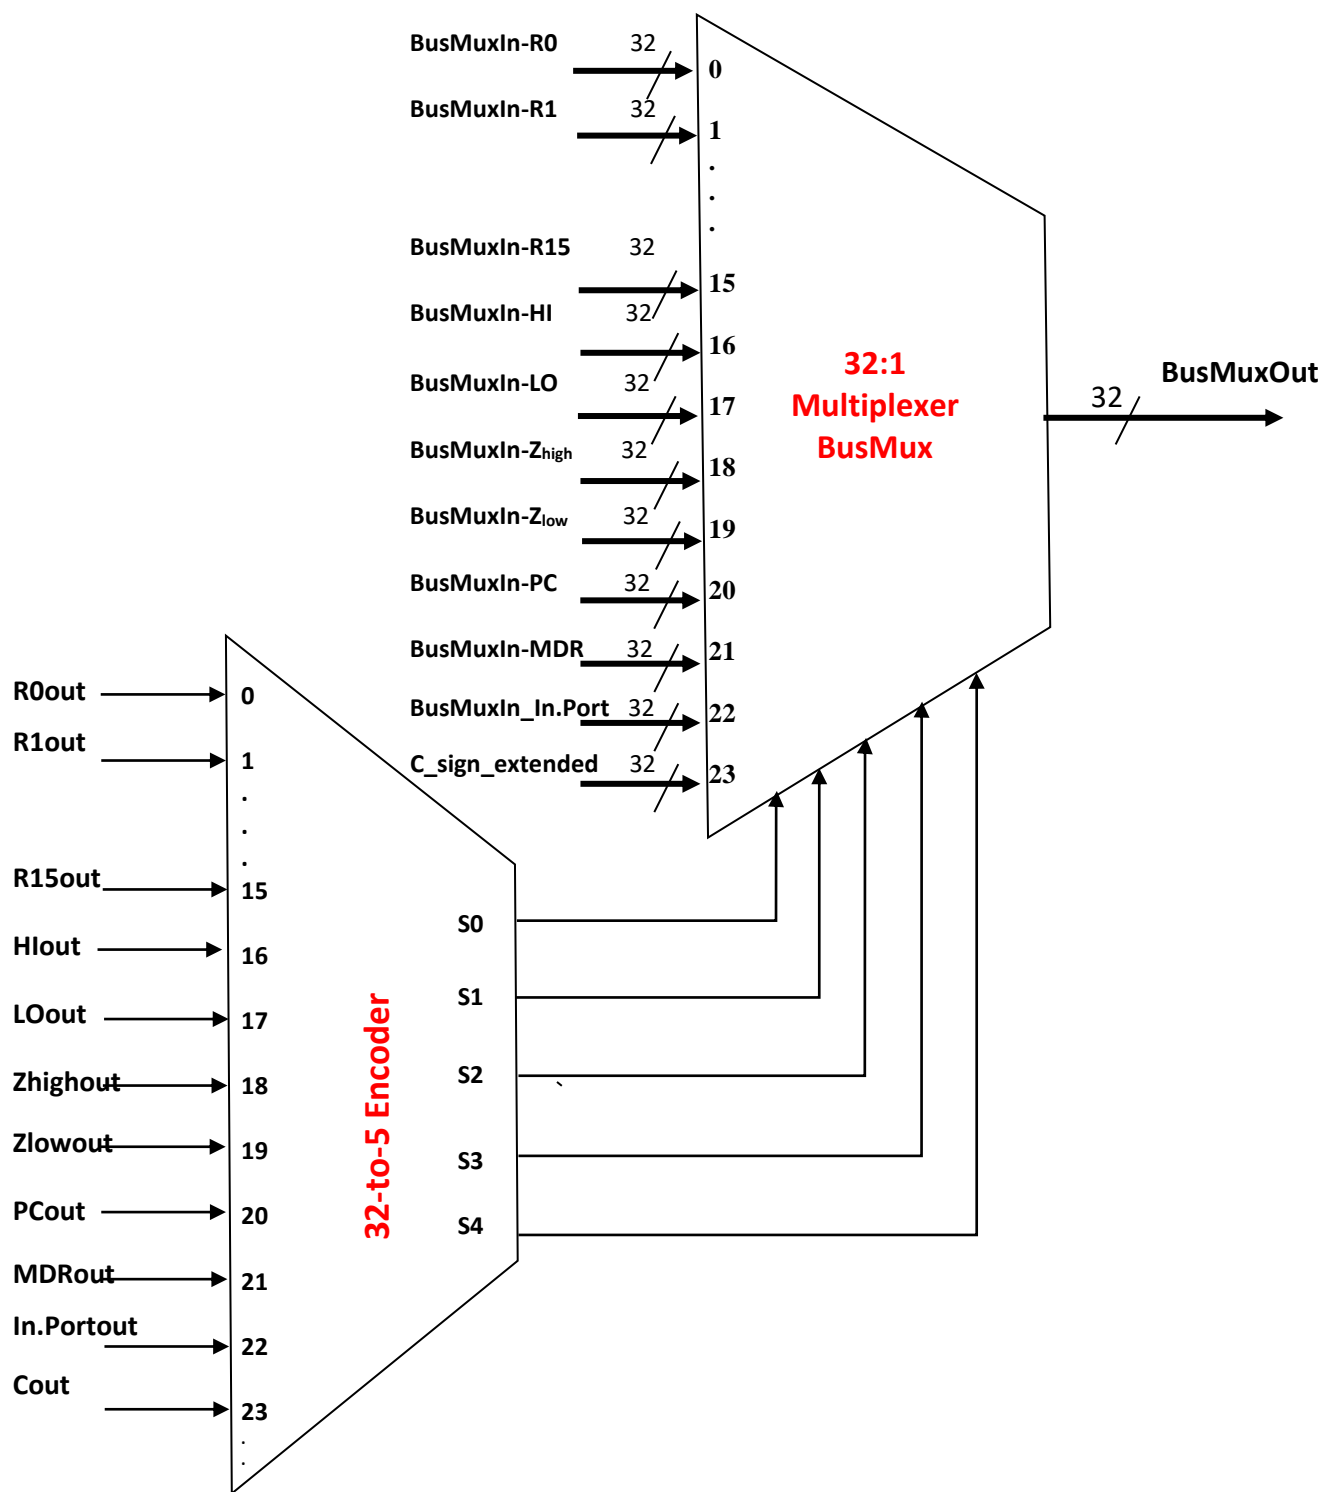 BusMuxIn-R0 32
0
BusMuxIn-R1 32
1
.
.
.
BusMuxIn-R15 32
15
BusMuxIn-HI 32
16
BusMuxIn-LO 32
17
BusMuxIn-Zhigh 32
18
BusMuxIn-Zlow 32
19
BusMuxIn-PC 32
20
BusMuxIn-MDR 32
21
BusMuxIn_In.Port 32
22
C_sign_extended 32
23
32:1
Multiplexer
BusMux
BusMuxOut
32
R0out 0
R1out 1
.
.
.
R15out 15
HIout 16
LOout 17
Zhighout 18
Zlowout 19
PCout 20
MDRout 21
In.Portout 22
Cout 23
.
.
32-to-5 Encoder
S0
S1
S2
`
S3
S4